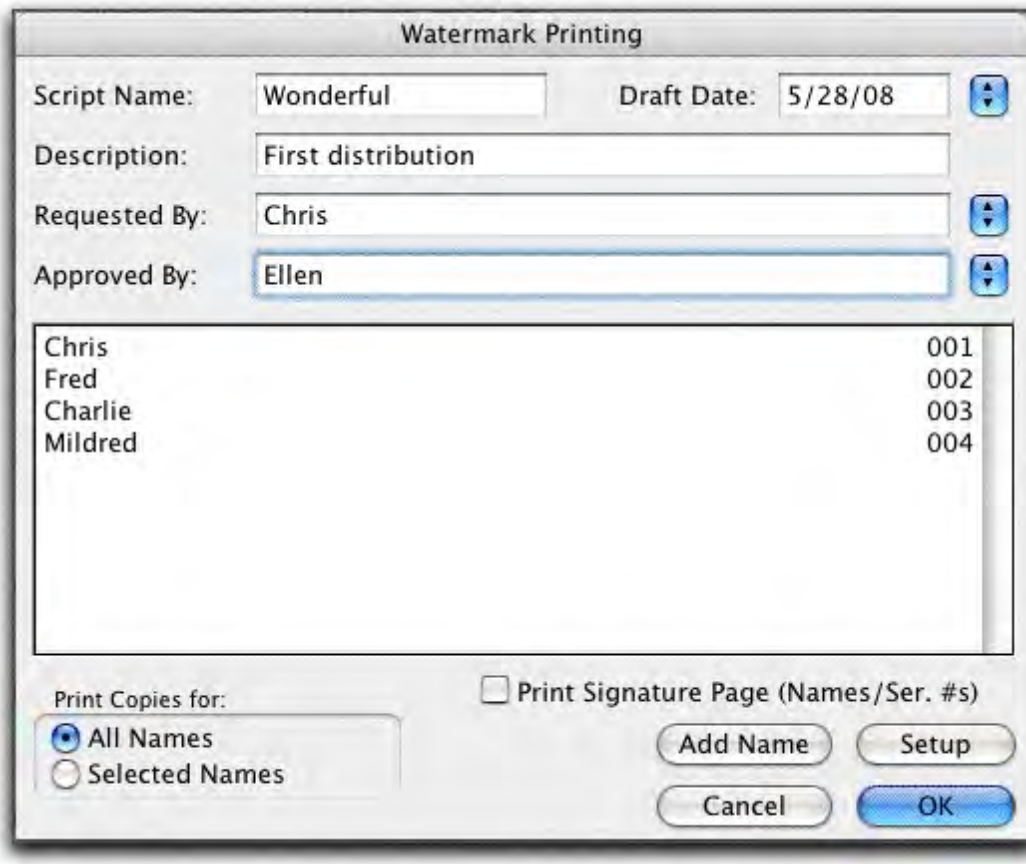 Watermark Printing
Script Name: Wonderful Draft Date: 5/28/08
Description: First distribution
Requested By: Chris
Approved By: Ellen
Chris 001
Fred 002
Charlie 003
Mildred 004
Print Copies for:
Print Signature Page (Names/Ser. #s)
All Names
Selected Names
Add Name Setup
Cancel OK